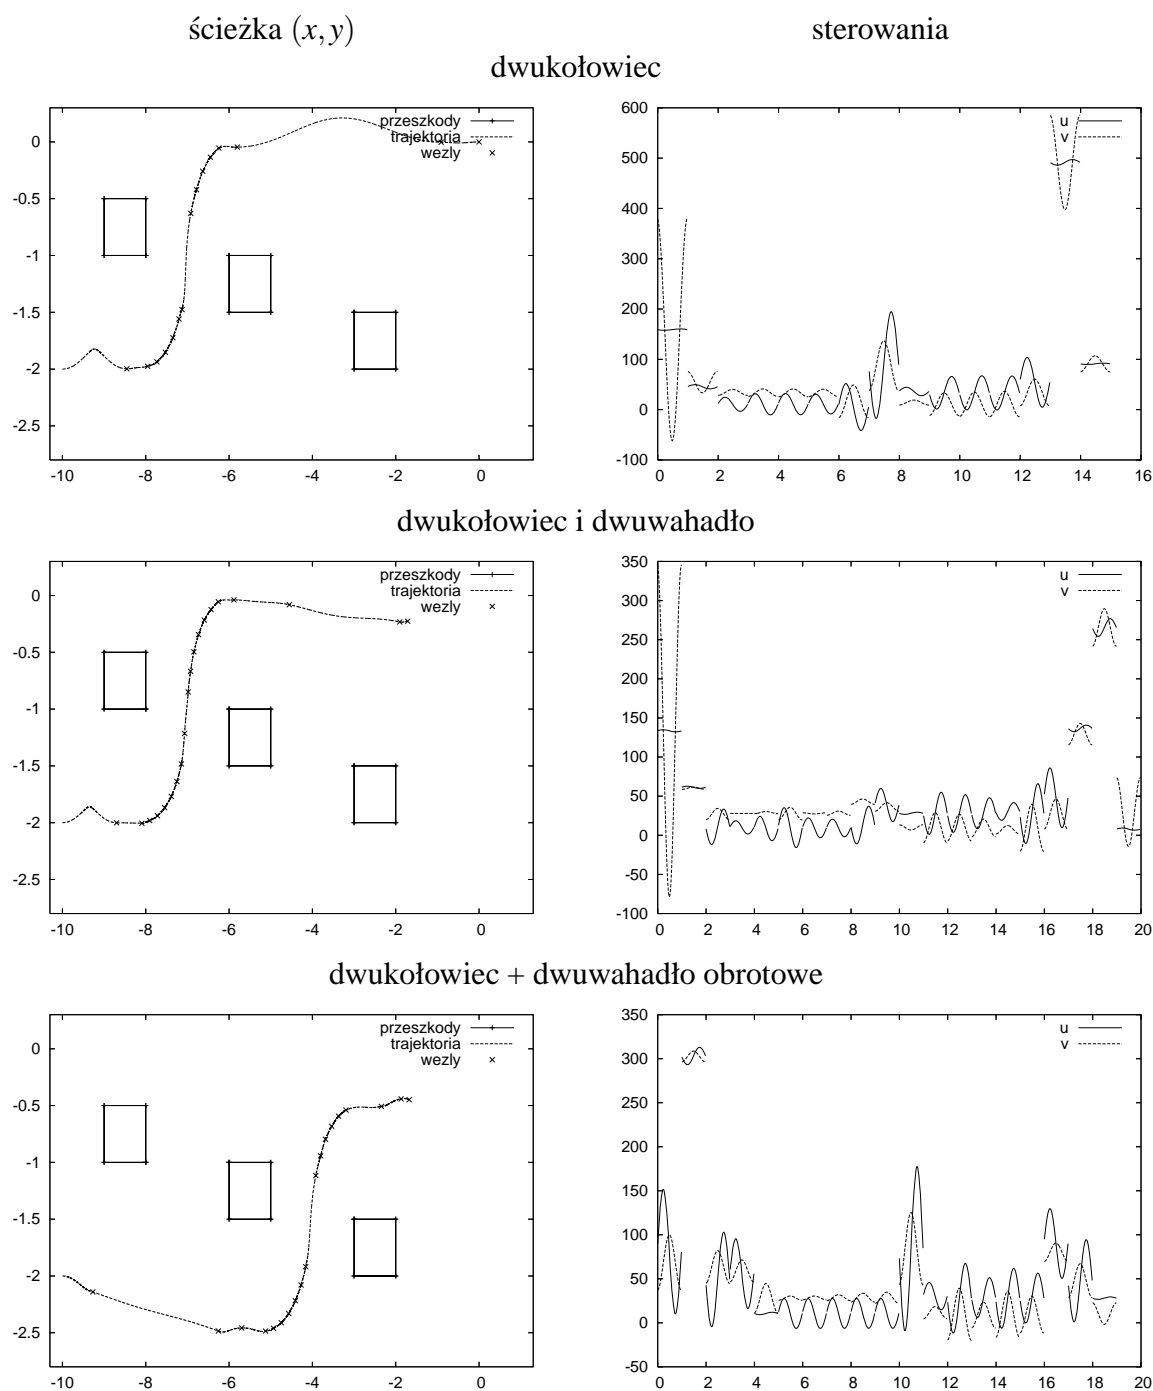 ścieżka (x,y)
sterowania
dwukołowiec
przeszkody
trajektoria
wezly
0
-0.5
-1
-1.5
-2
-2.5
-10 -8 -6 -4 -2 0
u
v
600
500
400
300
200
100
0
-100
0 2 4 6 8 10 12 14 16
dwukołowiec i dwuwahadło
przeszkody
trajektoria
wezly
0
-0.5
-1
-1.5
-2
-2.5
-10 -8 -6 -4 -2 0
u
v
350
300
250
200
150
100
50
0
-50
-100
0 2 4 6 8 10 12 14 16 18 20
dwukołowiec + dwuwahadło obrotowe
przeszkody
trajektoria
wezly
0
-0.5
-1
-1.5
-2
-2.5
-10 -8 -6 -4 -2 0
u
v
350
300
250
200
150
100
50
0
-50
0 2 4 6 8 10 12 14 16 18 20